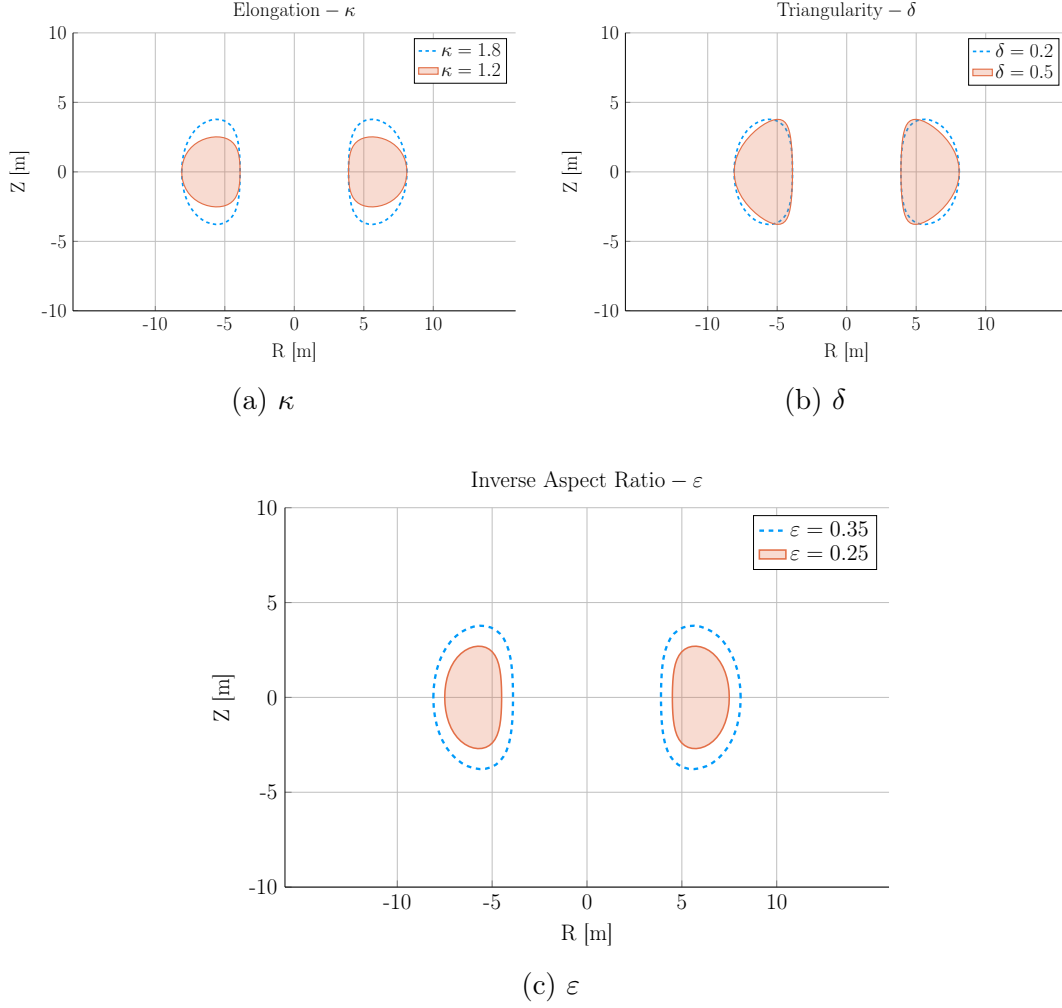 Elongation – κ
10
5
0
-5
-10
Z [m]
κ = 1.8
κ = 1.2
-10 -5 0 5 10
R [m]
(a) κ
Triangularity – δ
10
5
0
-5
-10
Z [m]
δ = 0.2
δ = 0.5
-10 -5 0 5 10
R [m]
(b) δ
Inverse Aspect Ratio – ε
10
5
0
-5
-10
Z [m]
ε = 0.35
ε = 0.25
-10 -5 0 5 10
R [m]
(c) ε